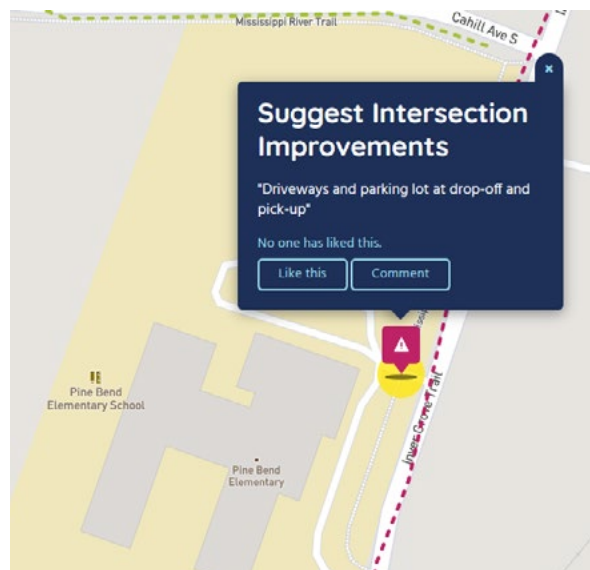 Mississippi River Trail
Cahill Ave S
×
Suggest Intersection
Improvements
"Driveways and parking lot at drop-off and
pick-up"
No one has liked this.
Like this
Comment
Pine Bend
Elementary School
Pine Bend
Elementary
Inver Grove Trail